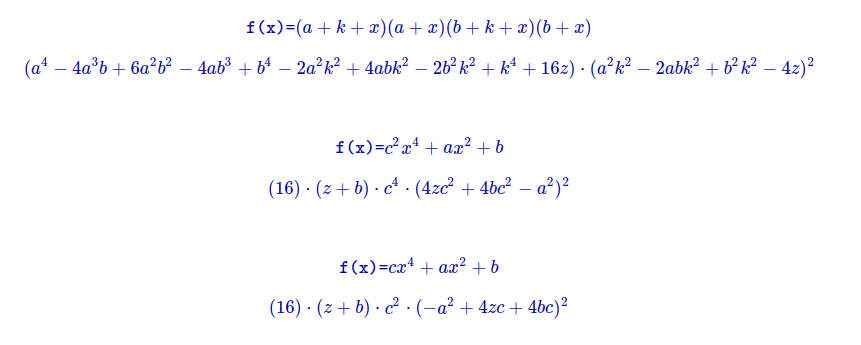 f(x)=(a + k + x)(a + x)(b + k + x)(b + x)
(a⁴ − 4a³b + 6a²b² − 4ab³ + b⁴ − 2a²k² + 4abk² − 2b²k² + k⁴ + 16z) · (a²k² − 2abk² + b²k² − 4z)²
f(x)=c²x⁴ + ax² + b
(16) · (z + b) · c⁴ · (4zc² + 4bc² − a²)²
f(x)=cx⁴ + ax² + b
(16) · (z + b) · c² · (−a² + 4zc + 4bc)²